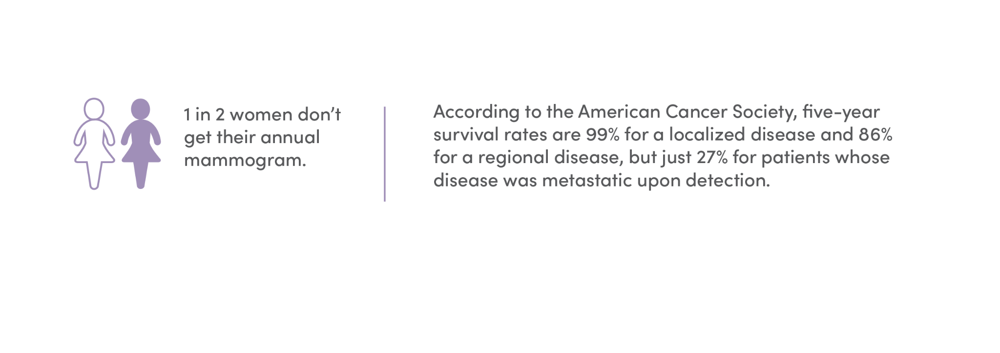 1 in 2 women don’t
get their annual
mammogram.
According to the American Cancer Society, five-year
survival rates are 99% for a localized disease and 86%
for a regional disease, but just 27% for patients whose
disease was metastatic upon detection.